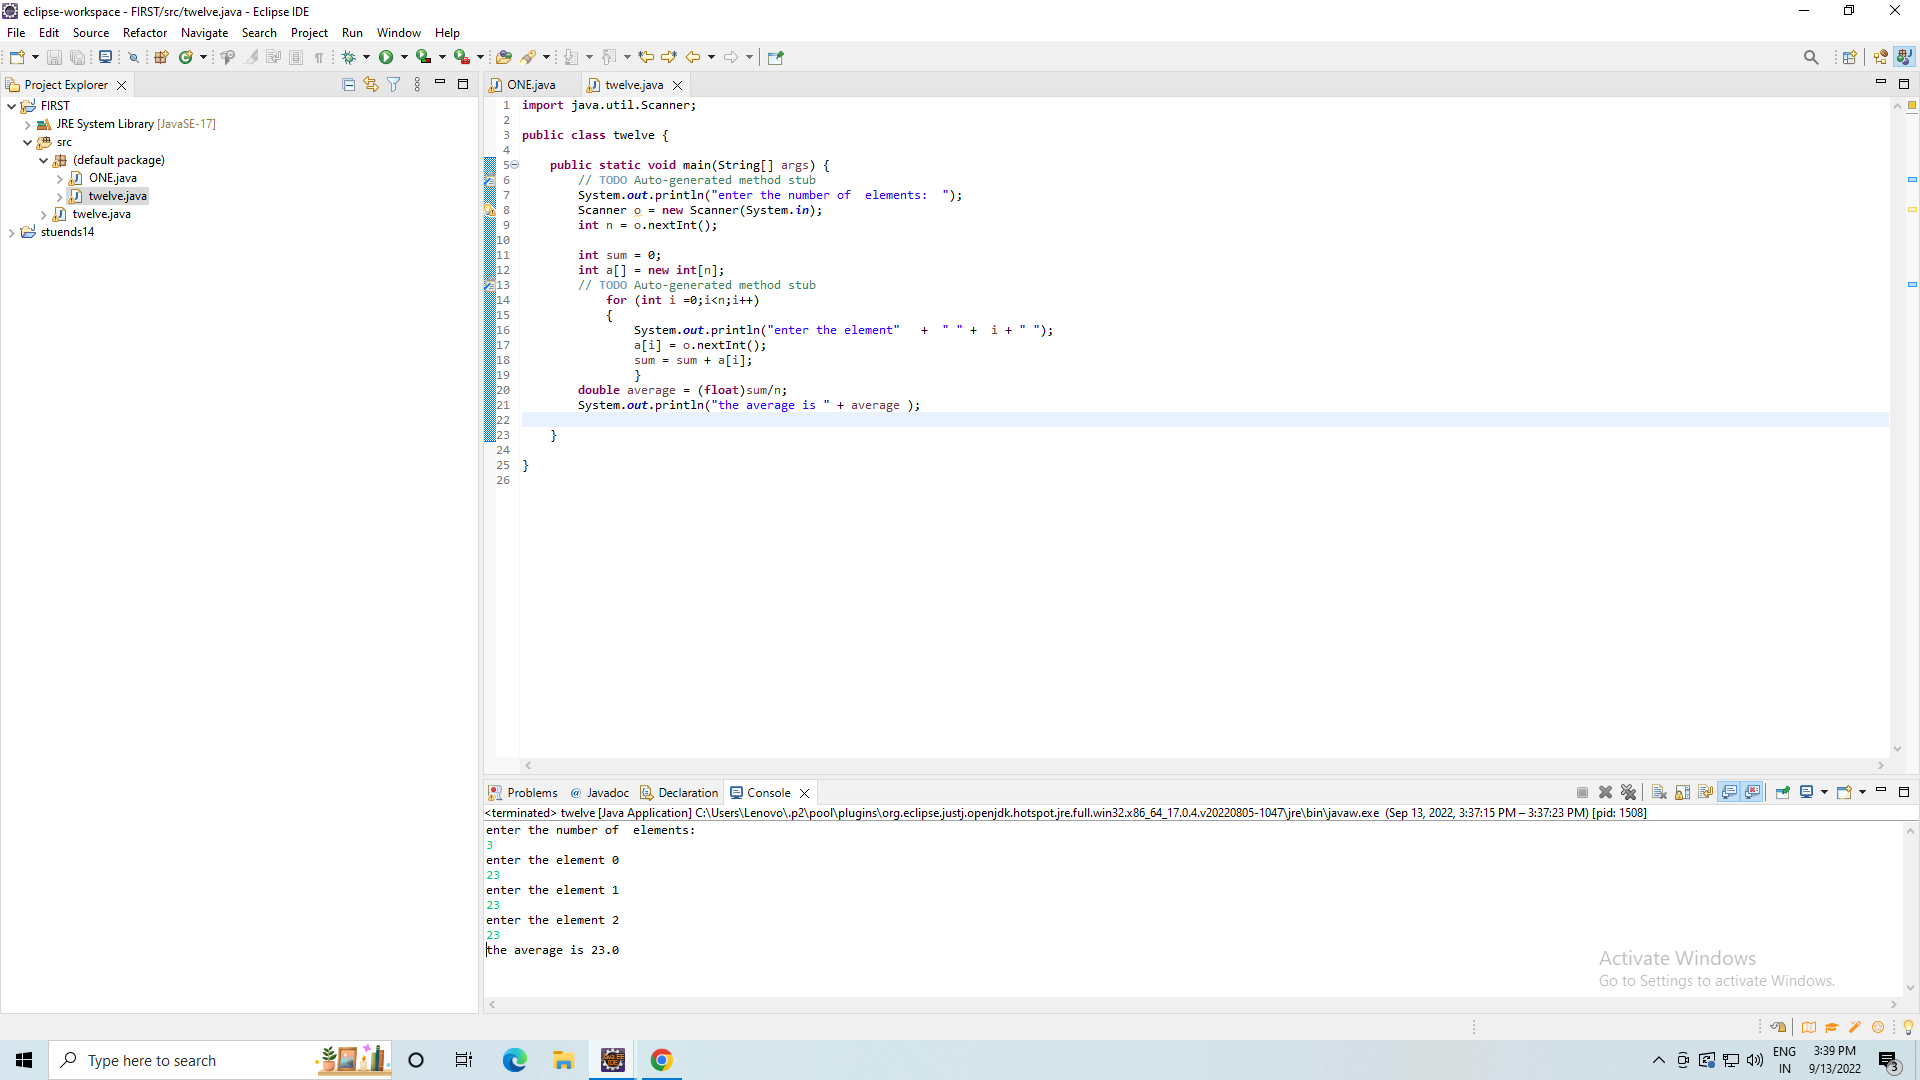 eclipse-workspace - FIRST/src/twelve.java - Eclipse IDE
File Edit Source Refactor Navigate Search Project Run Window Help
Project Explorer
FIRST
JRE System Library [JavaSE-17]
src
(default package)
ONE.java
twelve.java
twelve.java
stuends14
ONE.java twelve.java
1 import java.util.Scanner;
2
3 public class twelve {
4
5 public static void main(String[] args) {
6 // TODO Auto-generated method stub
7 System.out.println("enter the number of  elements:  ");
8 Scanner o = new Scanner(System.in);
9 int n = o.nextInt();
10
11 int sum = 0;
12 int a[] = new int[n];
13 // TODO Auto-generated method stub
14 for (int i =0;i<n;i++)
15 {
16 System.out.println("enter the element"   +  " " +  i + " ");
17 a[i] = o.nextInt();
18 sum = sum + a[i];
19 }
20 double average = (float)sum/n;
21 System.out.println("the average is " + average );
22
23 }
24
25 }
26
Problems Javadoc Declaration Console
<terminated> twelve [Java Application] C:\Users\Lenovo\.p2\pool\plugins\org.eclipse.justj.openjdk.hotspot.jre.full.win32.x86_64_17.0.4.v20220805-1047\jre\bin\javaw.exe (Sep 13, 2022, 3:37:15 PM – 3:37:23 PM) [pid: 1508]
enter the number of  elements:
3
enter the element 0
23
enter the element 1
23
enter the element 2
23
the average is 23.0
Activate Windows
Go to Settings to activate Windows.
Type here to search
ENG
IN
3:39 PM
9/13/2022
3